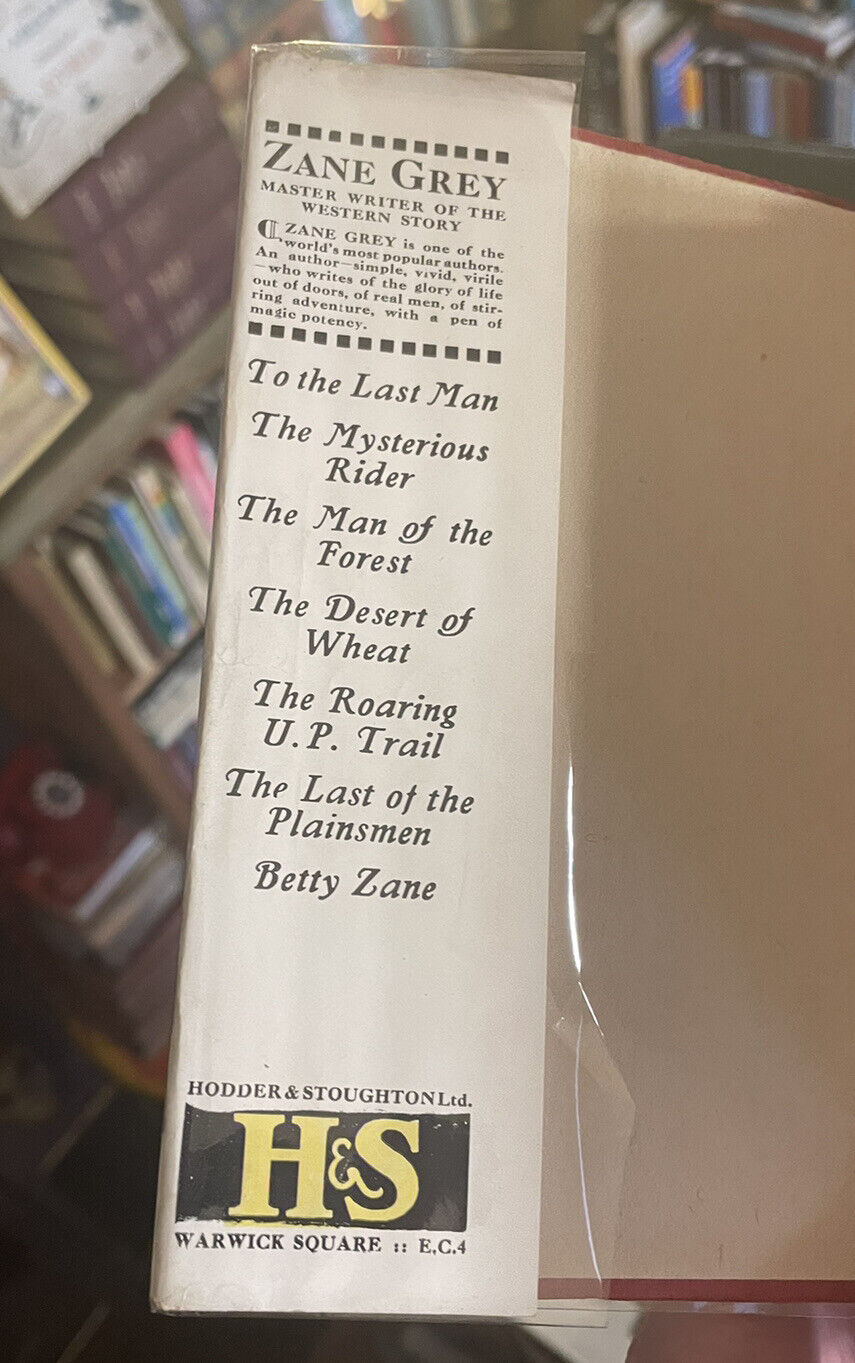 ZANE GREY
MASTER WRITER OF THE
WESTERN STORY
ZANE GREY is one of the
world's most popular authors.
An author—simple, vivid, virile
—who writes of the glory of life
out of doors, of real men, of stir-
ring adventure, with a pen of
magic potency.
To the Last Man
The Mysterious
Rider
The Man of the
Forest
The Desert of
Wheat
The Roaring
U.P. Trail
The Last of the
Plainsmen
Betty Zane
HODDER & STOUGHTON Ltd.
H&S
WARWICK SQUARE :: E.C.4